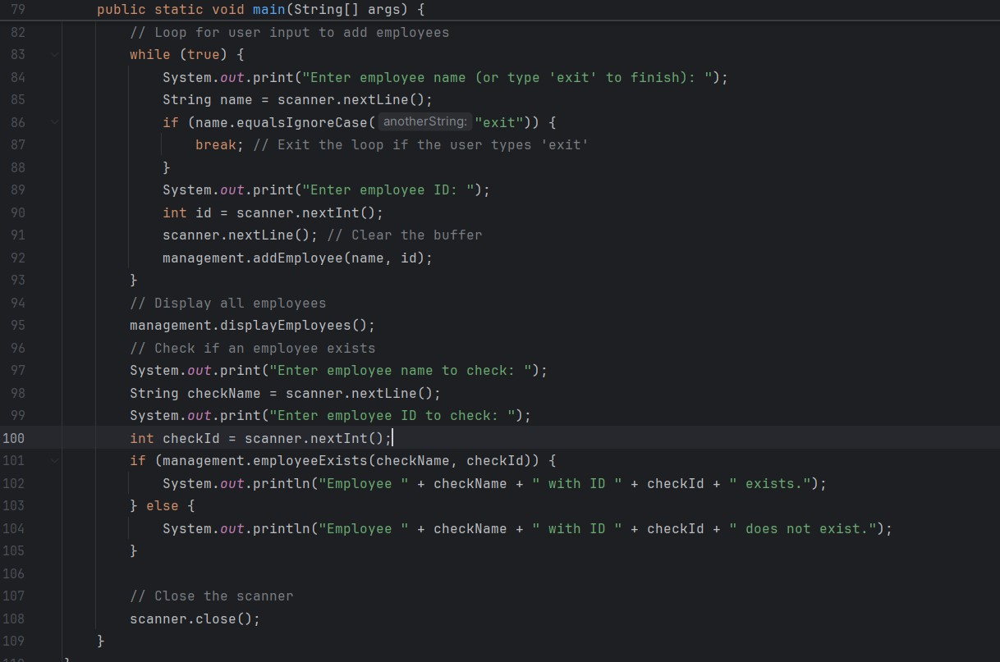 79 public static void main(String[] args) {
82 // Loop for user input to add employees
83 while (true) {
84 System.out.print("Enter employee name (or type 'exit' to finish): ");
85 String name = scanner.nextLine();
86 if (name.equalsIgnoreCase( anotherString: "exit")) {
87 break; // Exit the loop if the user types 'exit'
88 }
89 System.out.print("Enter employee ID: ");
90 int id = scanner.nextInt();
91 scanner.nextLine(); // Clear the buffer
92 management.addEmployee(name, id);
93 }
94 // Display all employees
95 management.displayEmployees();
96 // Check if an employee exists
97 System.out.print("Enter employee name to check: ");
98 String checkName = scanner.nextLine();
99 System.out.print("Enter employee ID to check: ");
100 int checkId = scanner.nextInt();
101 if (management.employeeExists(checkName, checkId)) {
102 System.out.println("Employee " + checkName + " with ID " + checkId + " exists.");
103 } else {
104 System.out.println("Employee " + checkName + " with ID " + checkId + " does not exist.");
105 }
106
107 // Close the scanner
108 scanner.close();
109 }